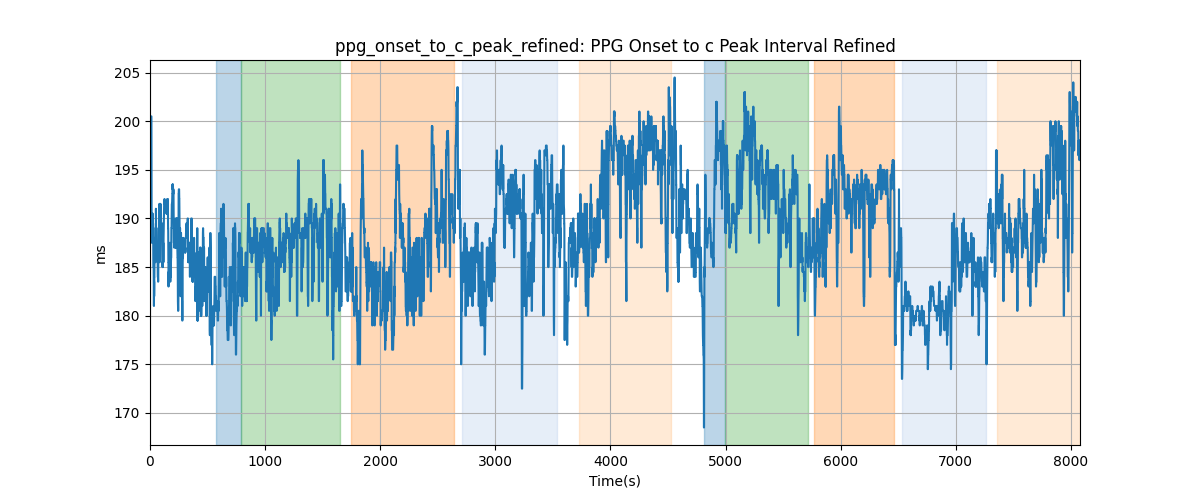 ppg_onset_to_c_peak_refined: PPG Onset to c Peak Interval Refined
205
200
195
190
185
180
175
170
ms
0 1000 2000 3000 4000 5000 6000 7000 8000
Time(s)